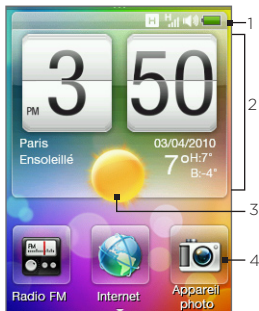 H H 1
3 50
PM
2
Paris 03/04/2010
Ensoleillé 7° H:7°
B:-4°
3
FM
4
Radio FM Internet Appareil
photo